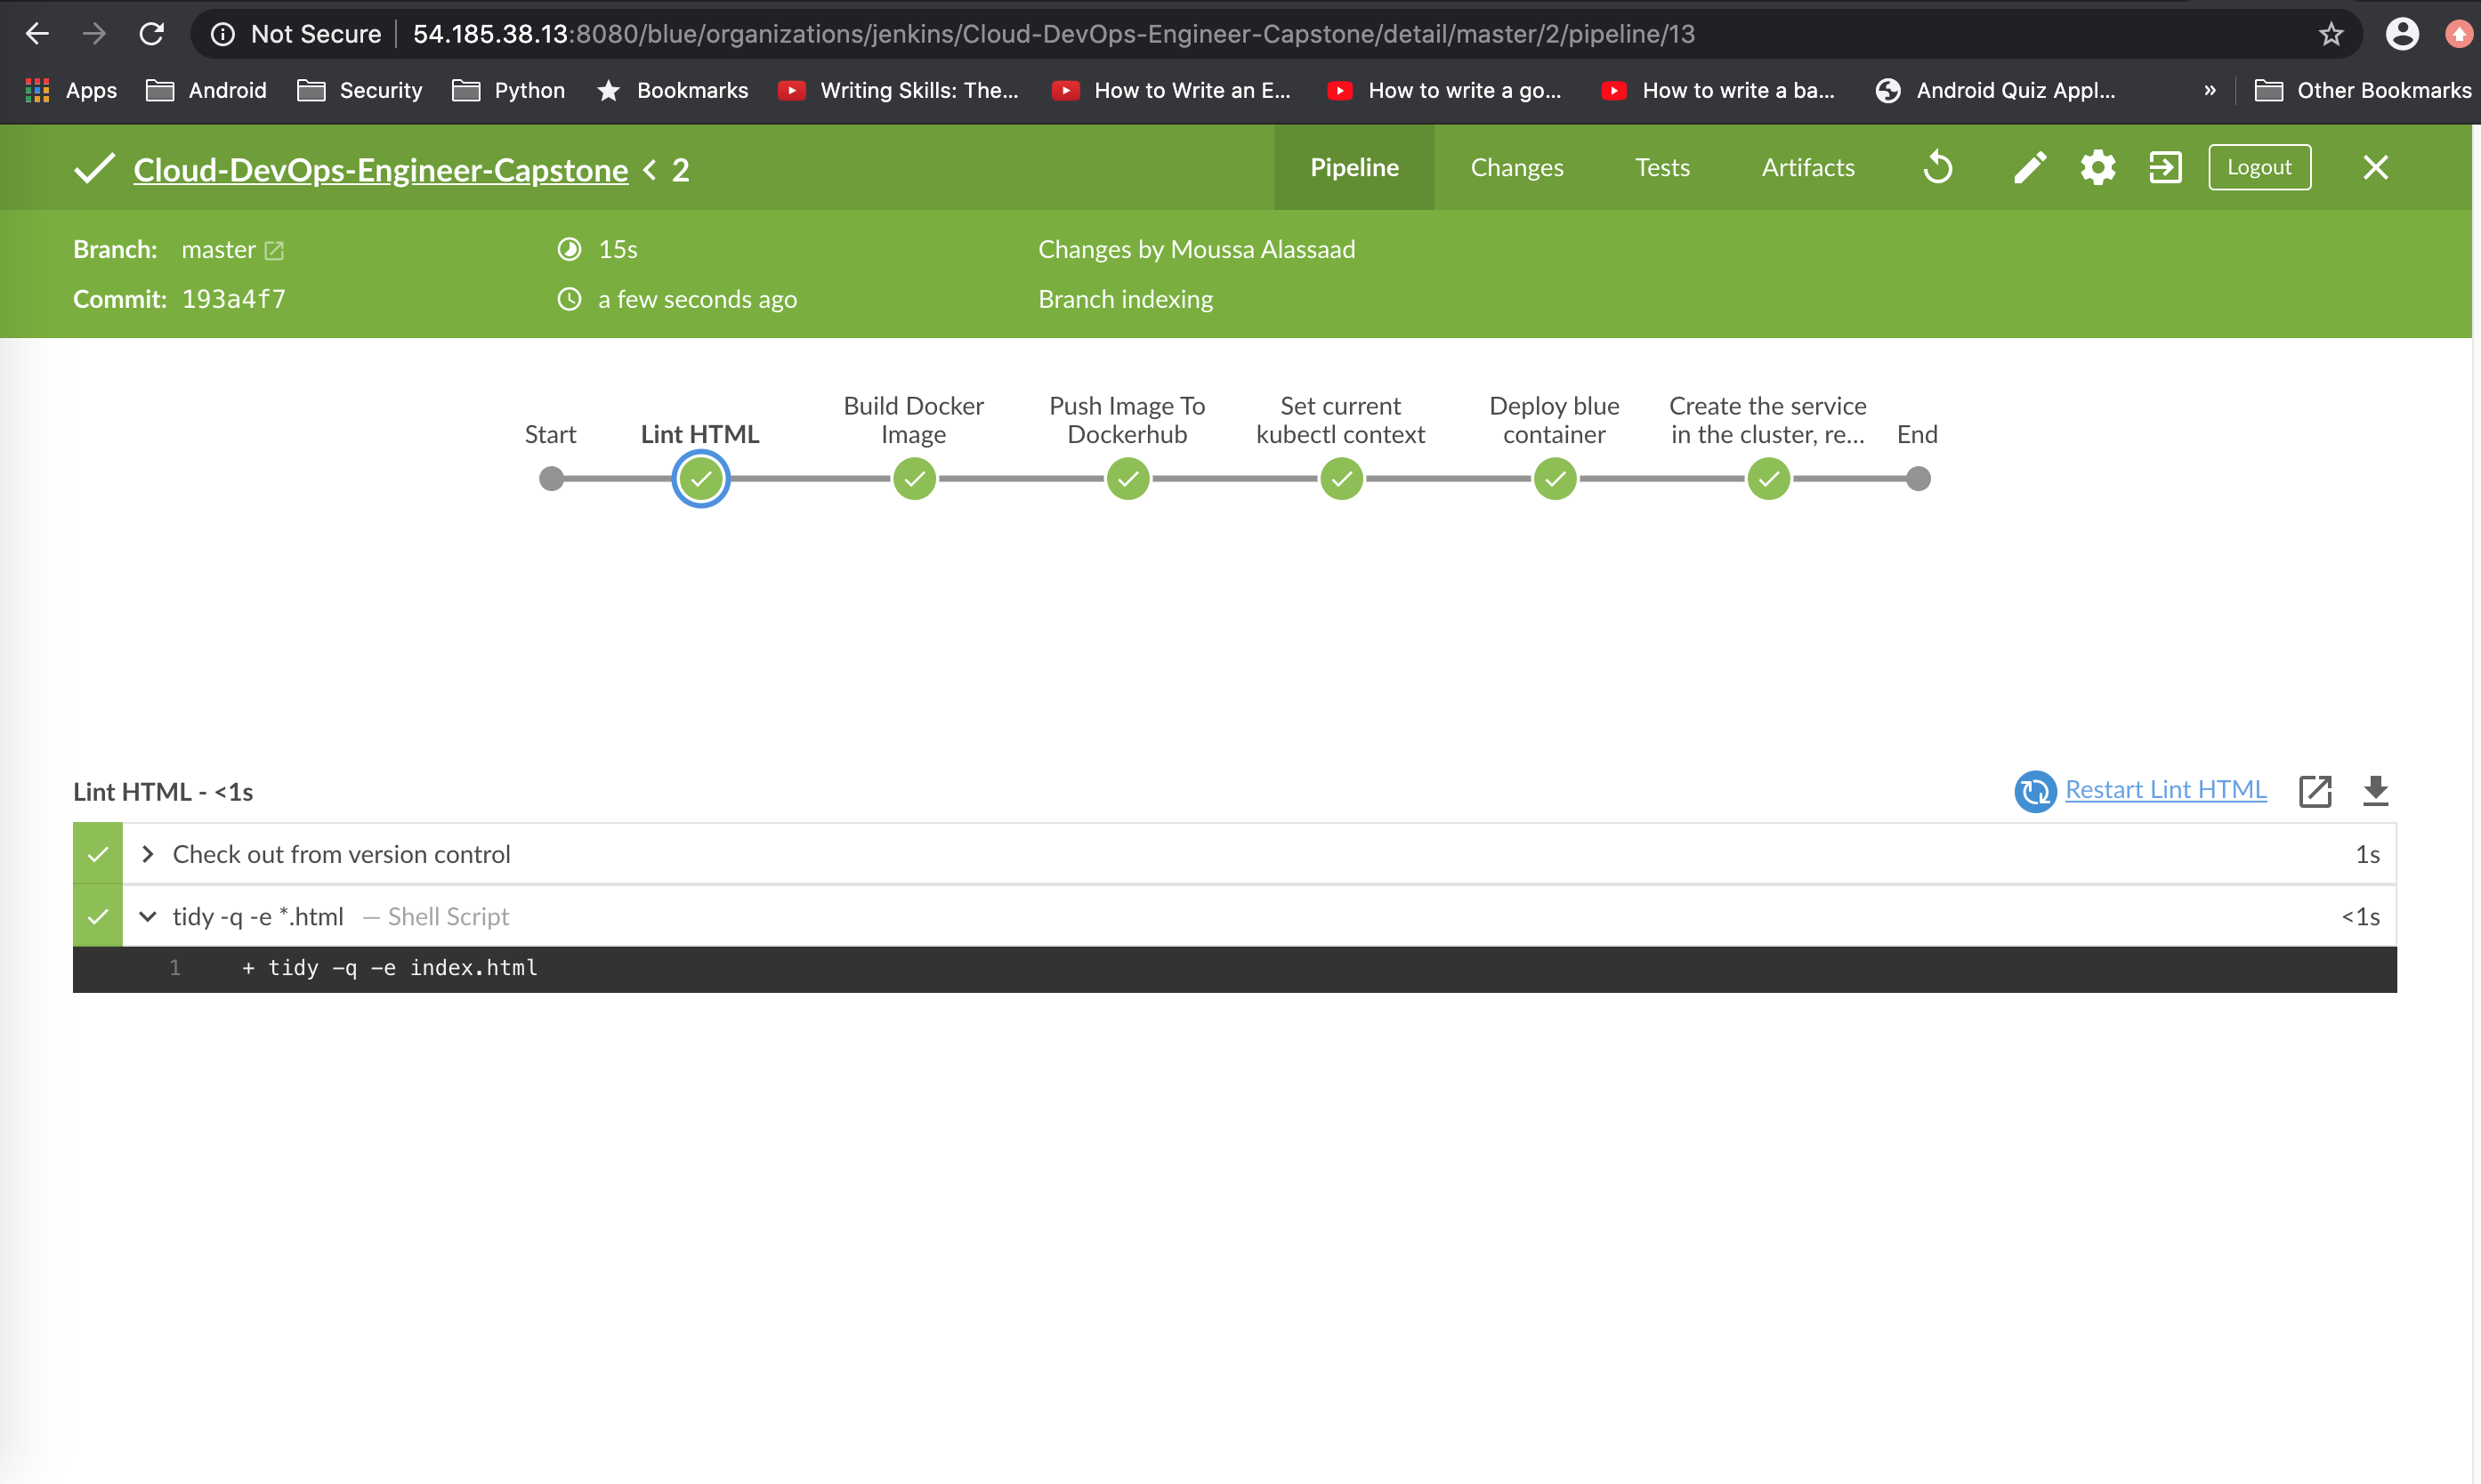 Not Secure 54.185.38.13:8080/blue/organizations/jenkins/Cloud-DevOps-Engineer-Capstone/detail/master/2/pipeline/13
Apps Android Security Python Bookmarks Writing Skills: The... How to Write an E... How to write a go... How to write a ba... Android Quiz Appl... » Other Bookmarks
Cloud-DevOps-Engineer-Capstone < 2 Pipeline Changes Tests Artifacts Logout
Branch: master 15s Changes by Moussa Alassaad
Commit: 193a4f7 a few seconds ago Branch indexing
Start
Lint HTML
Build Docker
Image
Push Image To
Dockerhub
Set current
kubectl context
Deploy blue
container
Create the service
in the cluster, re...
End
Lint HTML - <1s Restart Lint HTML
Check out from version control 1s
tidy -q -e *.html — Shell Script <1s
1 + tidy -q -e index.html